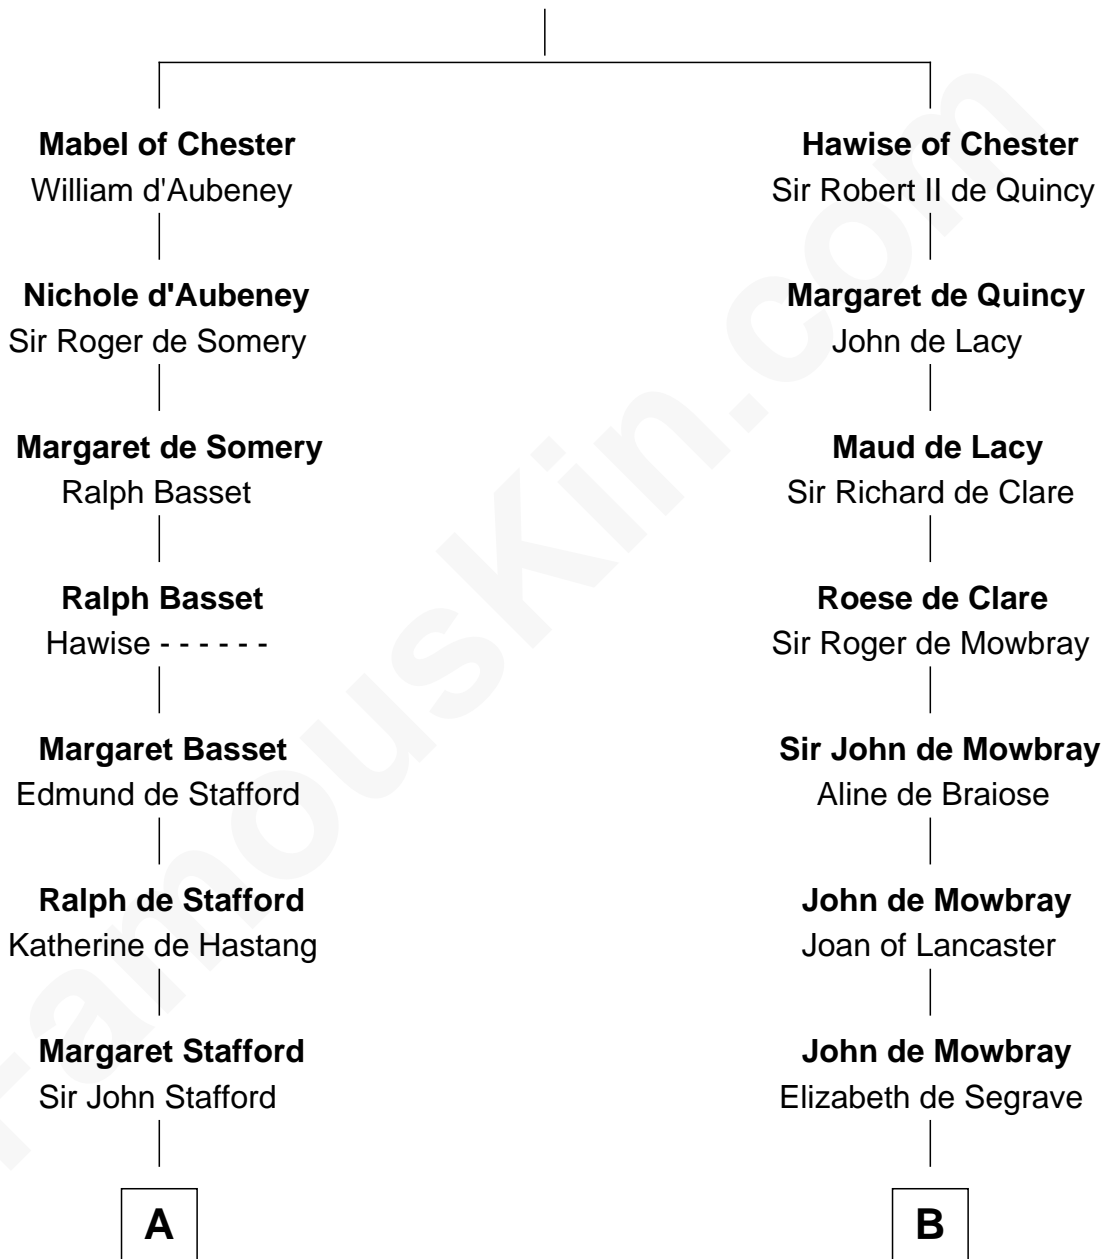 Mabel of Chester
William d'Aubeney
Nichole d'Aubeney
Sir Roger de Somery
Margaret de Somery
Ralph Basset
Ralph Basset
Hawise - - - - - -
Margaret Basset
Edmund de Stafford
Ralph de Stafford
Katherine de Hastang
Margaret Stafford
Sir John Stafford
A
Hawise of Chester
Sir Robert II de Quincy
Margaret de Quincy
John de Lacy
Maud de Lacy
Sir Richard de Clare
Roese de Clare
Sir Roger de Mowbray
Sir John de Mowbray
Aline de Braiose
John de Mowbray
Joan of Lancaster
John de Mowbray
Elizabeth de Segrave
B
FamousKin.com